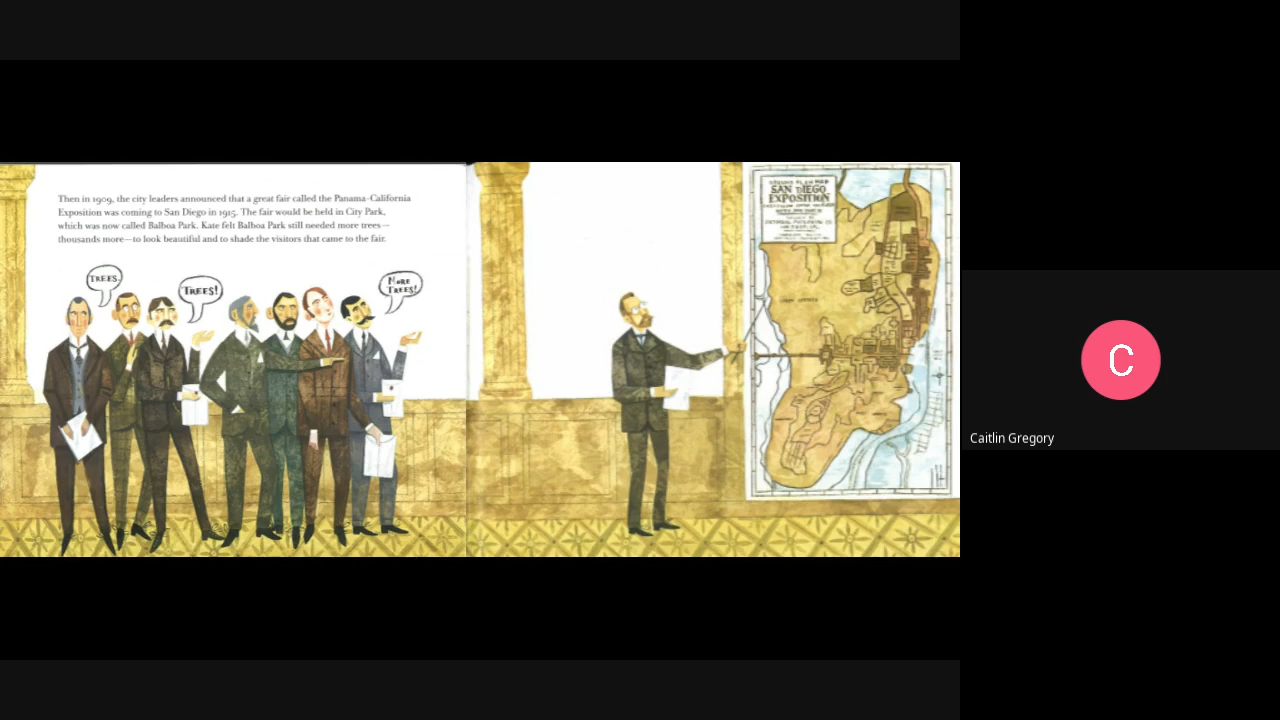 Then in 1909, the city leaders announced that a great fair called the Panama-California
Exposition was coming to San Diego in 1915. The fair would be held in City Park,
which was now called Balboa Park. Kate felt Balboa Park still needed more trees—
thousands more—to look beautiful and to shade the visitors that came to the fair.
TREES.
TREES!
MORE
TREES!
SAN DIEGO
EXPOSITION
C
Caitlin Gregory